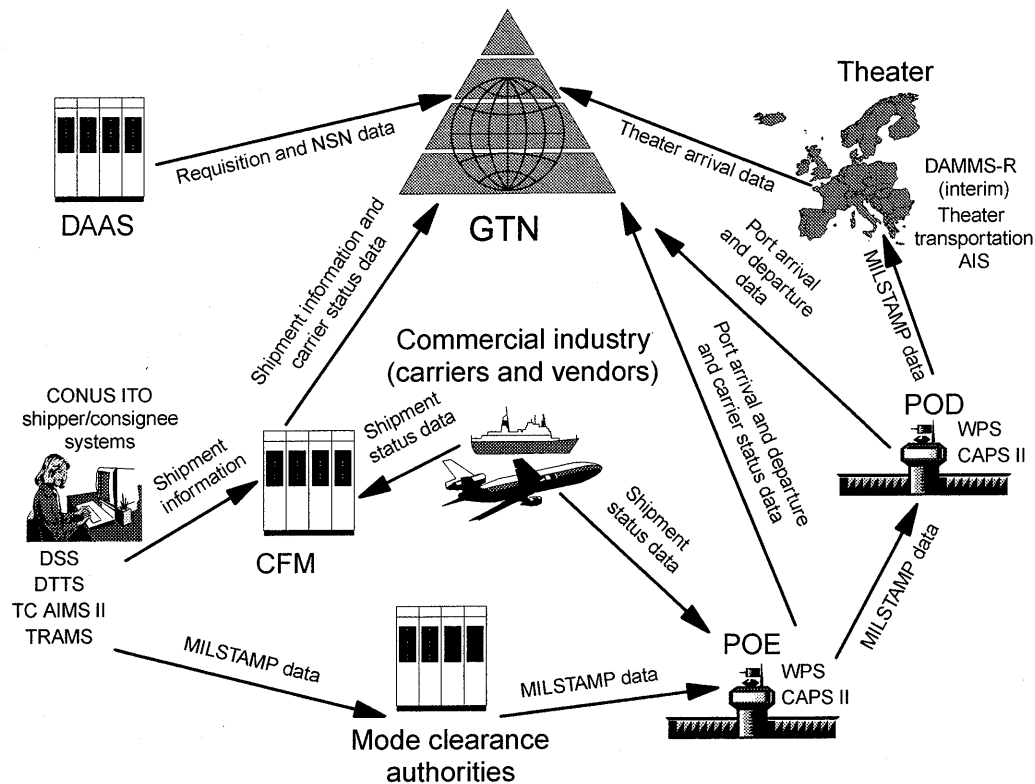 Theater
Requisition and NSN data
Theater arrival data
DAMMS-R
(interim)
Theater
transportation
AIS
DAAS
GTN
Shipment information and
carrier status data
Port arrival
and departure
data
MILSTAMP data
Commercial industry
(carriers and vendors)
Port arrival and departure
and carrier status data
CONUS ITO
shipper/consignee
systems
Shipment
information
Shipment
status data
POD
WPS
CAPS II
Shipment
status data
DSS
DTTS
TC AIMS II
TRAMS
CFM
MILSTAMP data
MILSTAMP data
MILSTAMP data
POE
WPS
CAPS II
Mode clearance
authorities